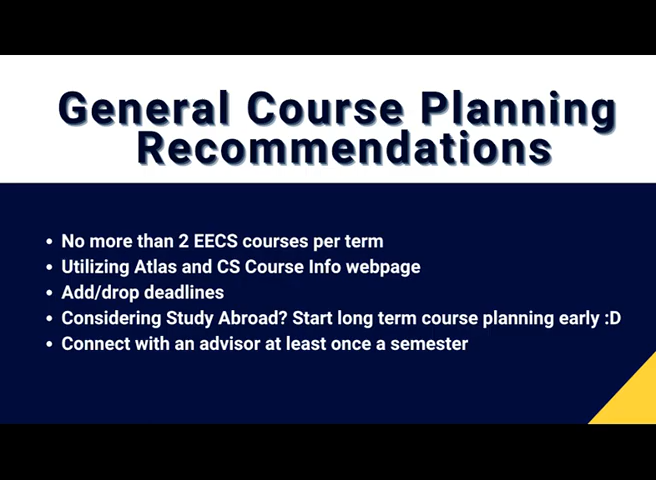 General Course Planning
Recommendations
• No more than 2 EECS courses per term
• Utilizing Atlas and CS Course Info webpage
• Add/drop deadlines
• Considering Study Abroad? Start long term course planning early :D
• Connect with an advisor at least once a semester